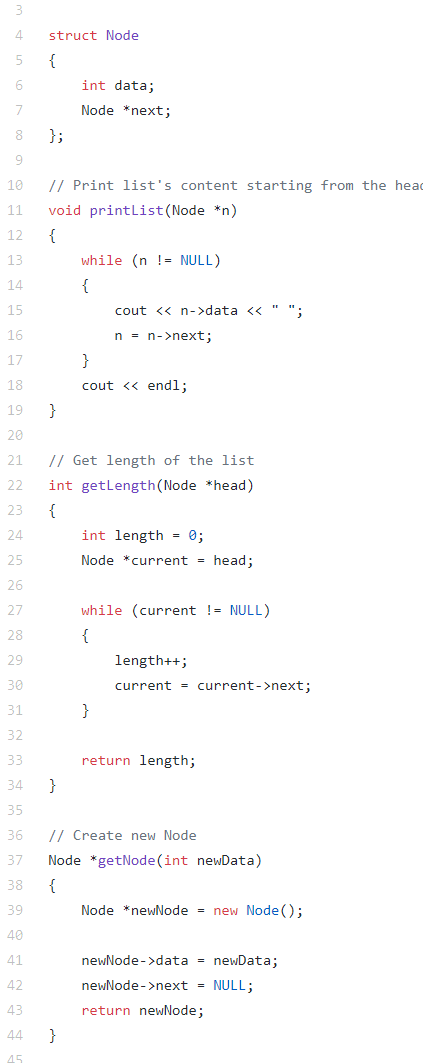 3
4 struct Node
5 {
6     int data;
7     Node *next;
8 };
9
10 // Print list's content starting from the head
11 void printList(Node *n)
12 {
13     while (n != NULL)
14     {
15         cout << n->data << " ";
16         n = n->next;
17     }
18     cout << endl;
19 }
20
21 // Get length of the list
22 int getLength(Node *head)
23 {
24     int length = 0;
25     Node *current = head;
26
27     while (current != NULL)
28     {
29         length++;
30         current = current->next;
31     }
32
33     return length;
34 }
35
36 // Create new Node
37 Node *getNode(int newData)
38 {
39     Node *newNode = new Node();
40
41     newNode->data = newData;
42     newNode->next = NULL;
43     return newNode;
44 }
45